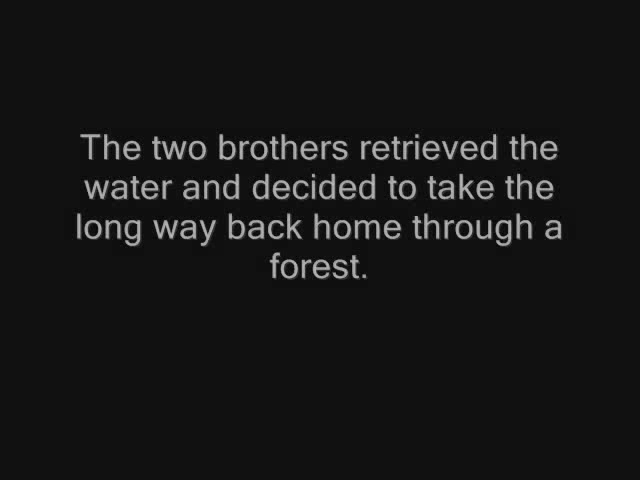 The two brothers retrieved the
water and decided to take the
long way back home through a
forest.